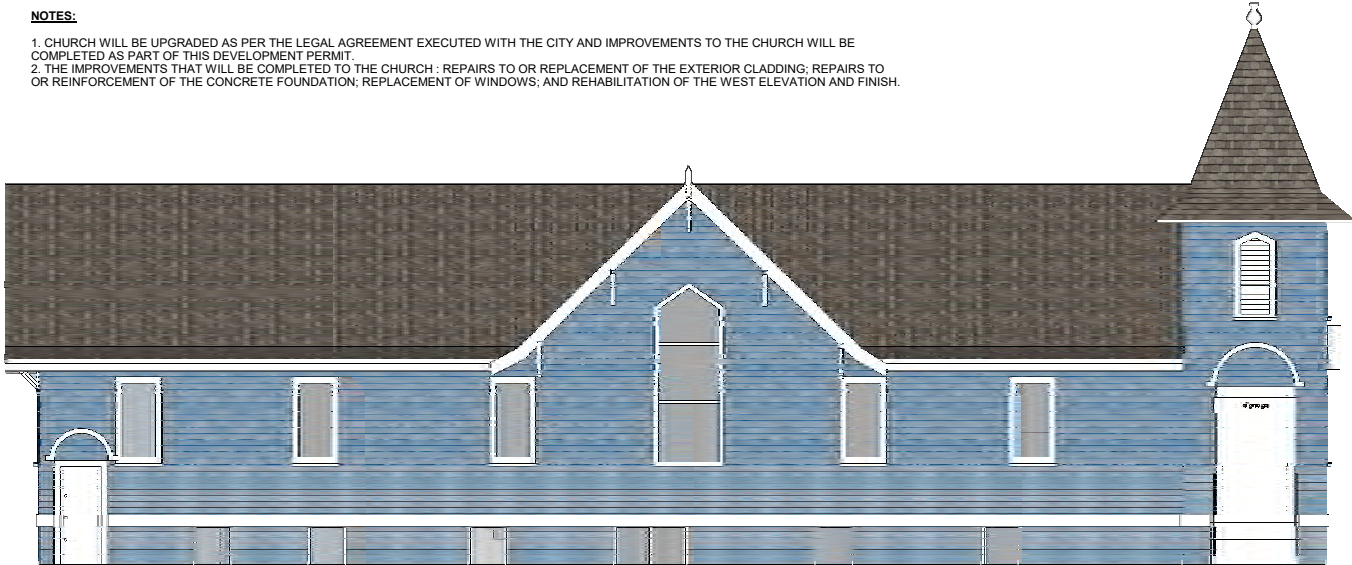 NOTES:
1. CHURCH WILL BE UPGRADED AS PER THE LEGAL AGREEMENT EXECUTED WITH THE CITY AND IMPROVEMENTS TO THE CHURCH WILL BE
COMPLETED AS PART OF THIS DEVELOPMENT PERMIT.
2. THE IMPROVEMENTS THAT WILL BE COMPLETED TO THE CHURCH : REPAIRS TO OR REPLACEMENT OF THE EXTERIOR CLADDING; REPAIRS TO
OR REINFORCEMENT OF THE CONCRETE FOUNDATION; REPLACEMENT OF WINDOWS; AND REHABILITATION OF THE WEST ELEVATION AND FINISH.